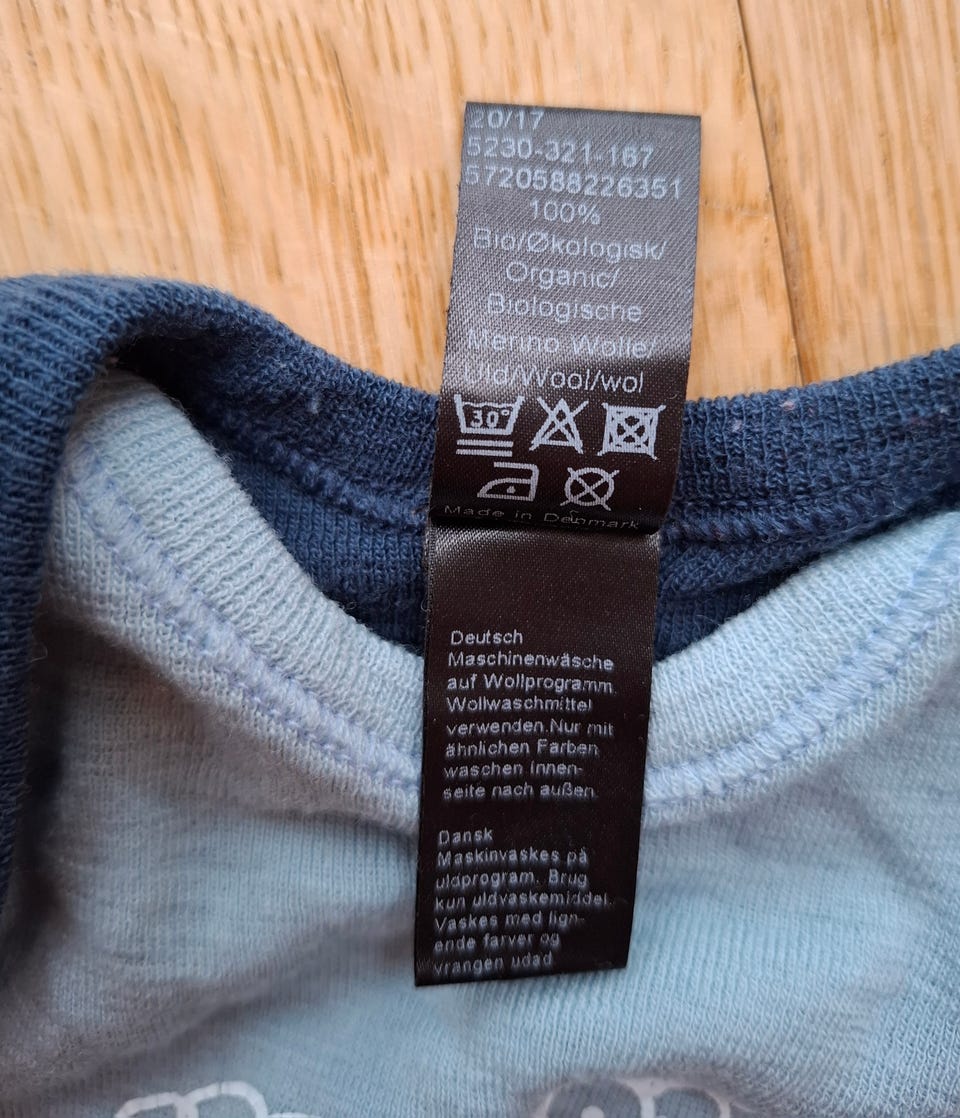 20/17
5230-321-167
5720588226351
100%
Bio/Økologisk/
Organic/
Biologische
Merino Wolle/
Uld/Wool/wol
30°
Made in Denmark
Deutsch
Maschinenwäsche
auf Wollprogramm.
Wollwaschmittel
verwenden.Nur mit
ähnlichen Farben
waschen Innen-
seite nach außen.
Dansk
Maskinvaskes på
uldprogram. Brug
kun uldvaskemiddel.
Vaskes med lign-
ende farver og
vrangen udad